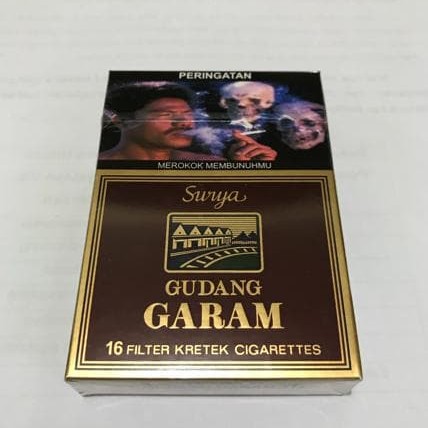 PERINGATAN
MEROKOK MEMBUNUHMU
Surya
GUDANG
GARAM
16 FILTER KRETEK CIGARETTES